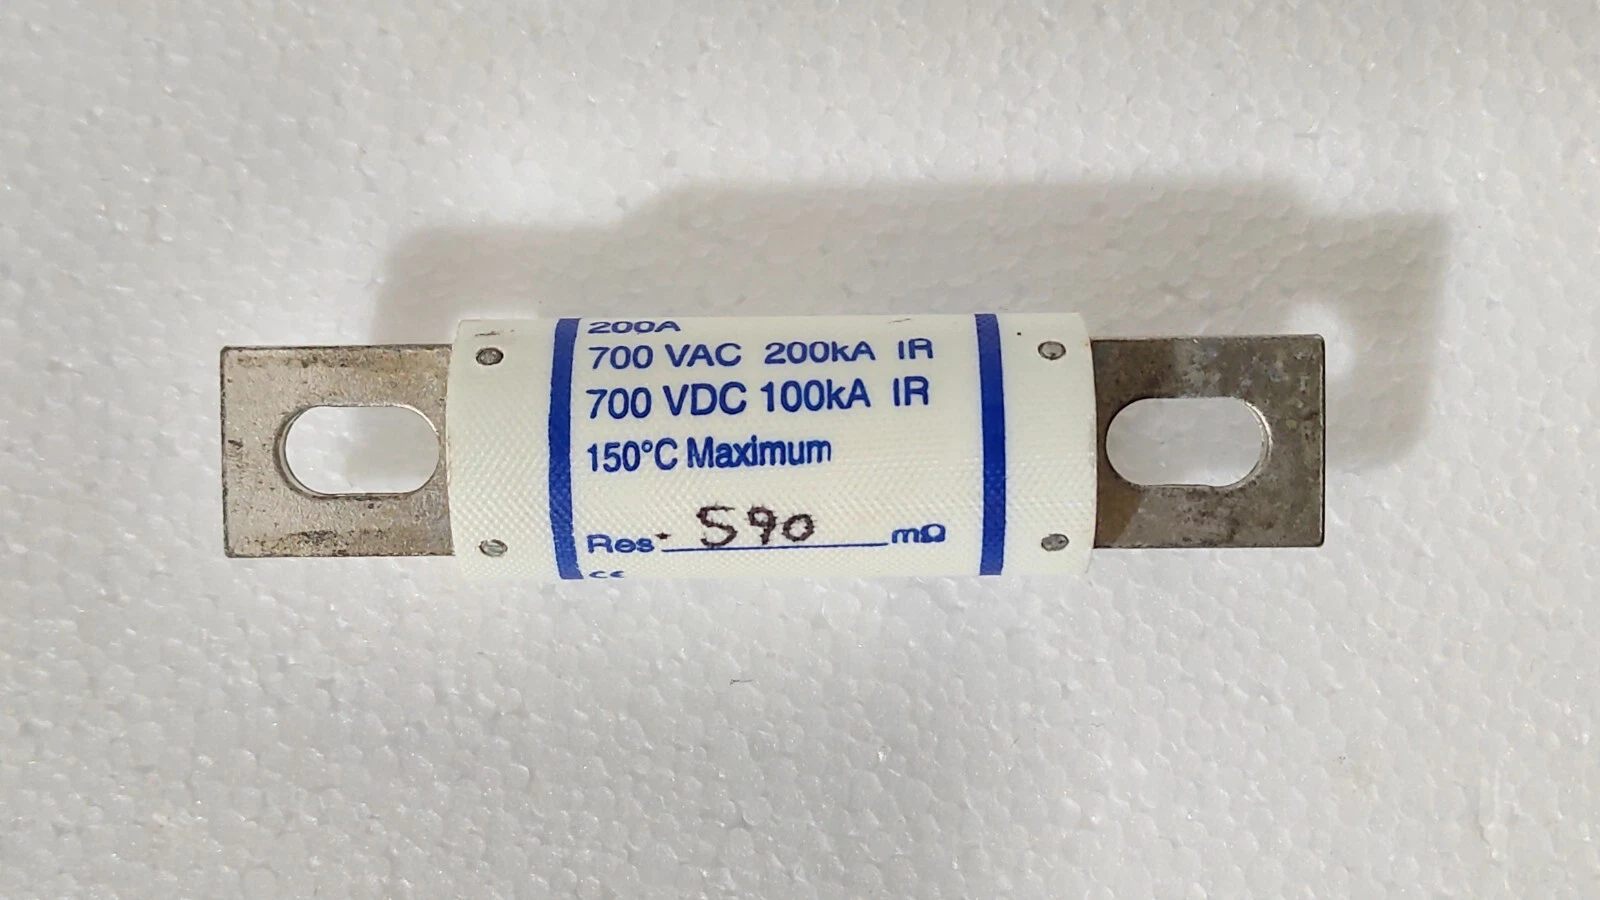 200A
700 VAC 200kA IR
700 VDC 100kA IR
150°C Maximum
Res. 590 mΩ
CE